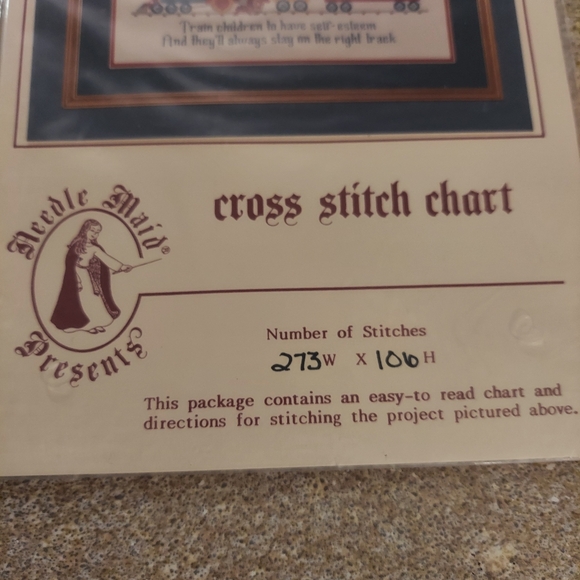 Train children to have self-esteem
And they'll always stay on the right track
Needle Maid®
Presents
cross stitch chart
Number of Stitches
273W X 106H
This package contains an easy-to read chart and
directions for stitching the project pictured above.